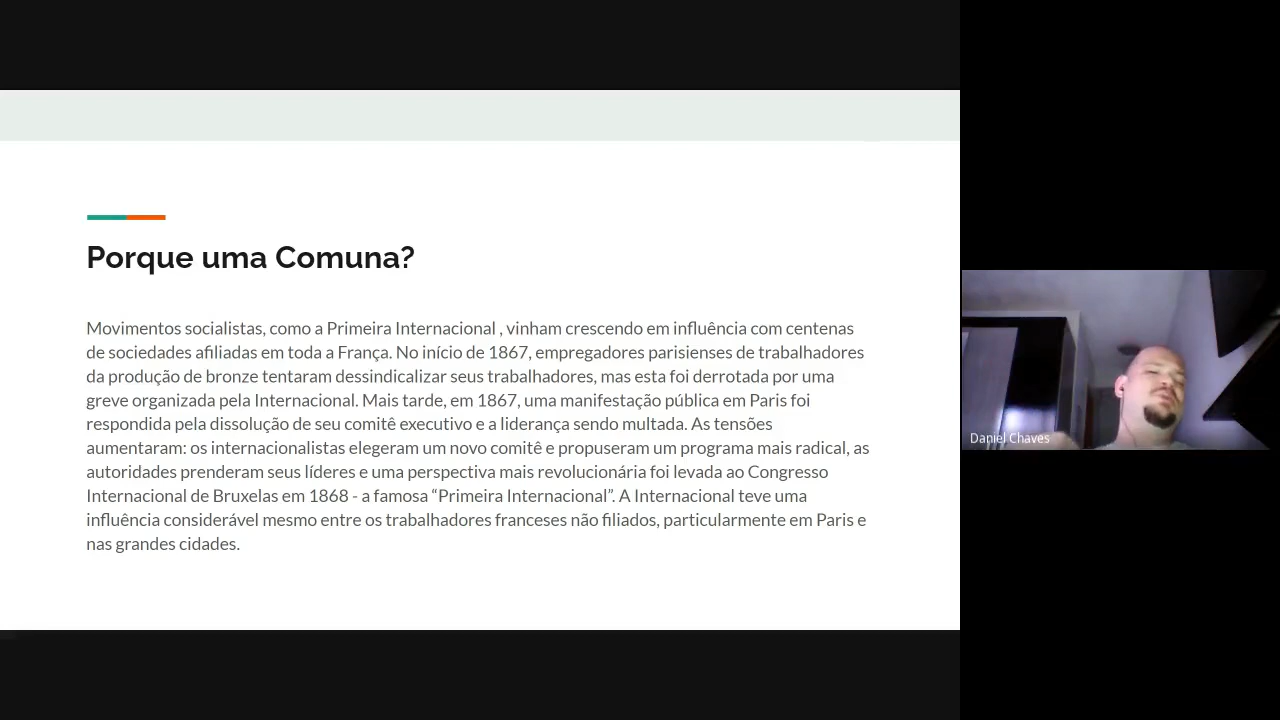 Porque uma Comuna?
Movimentos socialistas, como a Primeira Internacional , vinham crescendo em influência com centenas
de sociedades afiliadas em toda a França. No início de 1867, empregadores parisienses de trabalhadores
da produção de bronze tentaram dessindicalizar seus trabalhadores, mas esta foi derrotada por uma
greve organizada pela Internacional. Mais tarde, em 1867, uma manifestação pública em Paris foi
respondida pela dissolução de seu comitê executivo e a liderança sendo multada. As tensões
aumentaram: os internacionalistas elegeram um novo comitê e propuseram um programa mais radical, as
autoridades prenderam seus líderes e uma perspectiva mais revolucionária foi levada ao Congresso
Internacional de Bruxelas em 1868 - a famosa “Primeira Internacional”. A Internacional teve uma
influência considerável mesmo entre os trabalhadores franceses não filiados, particularmente em Paris e
nas grandes cidades.
Daniel Chaves